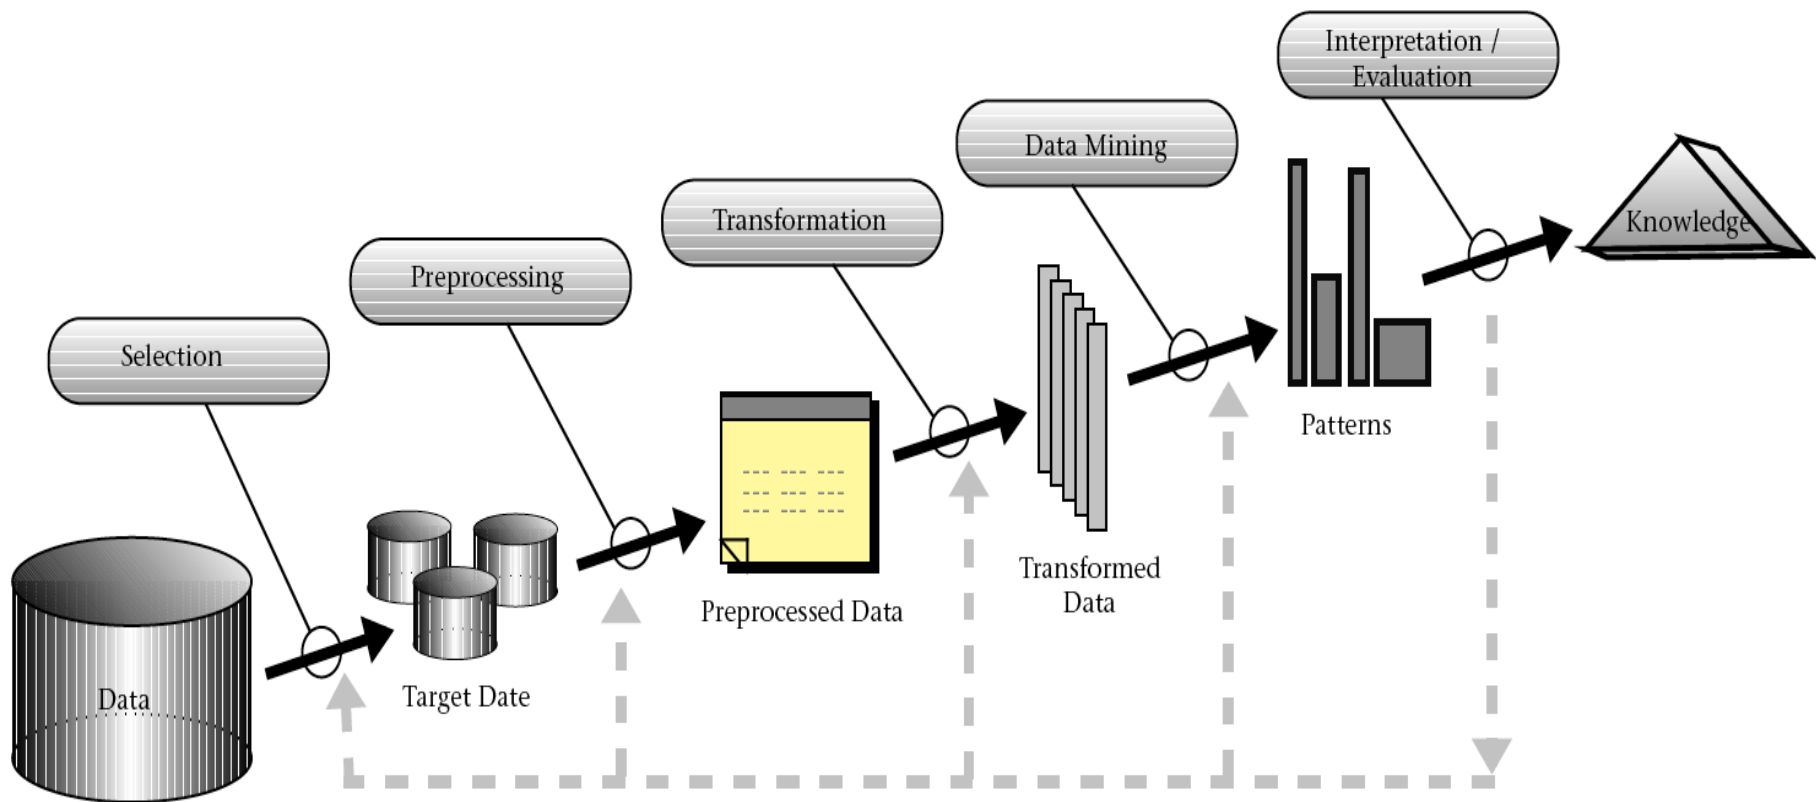 Interpretation /
Evaluation
Data Mining
Transformation
Preprocessing
Selection
Knowledge
Patterns
Transformed
Data
Preprocessed Data
Target Date
Data